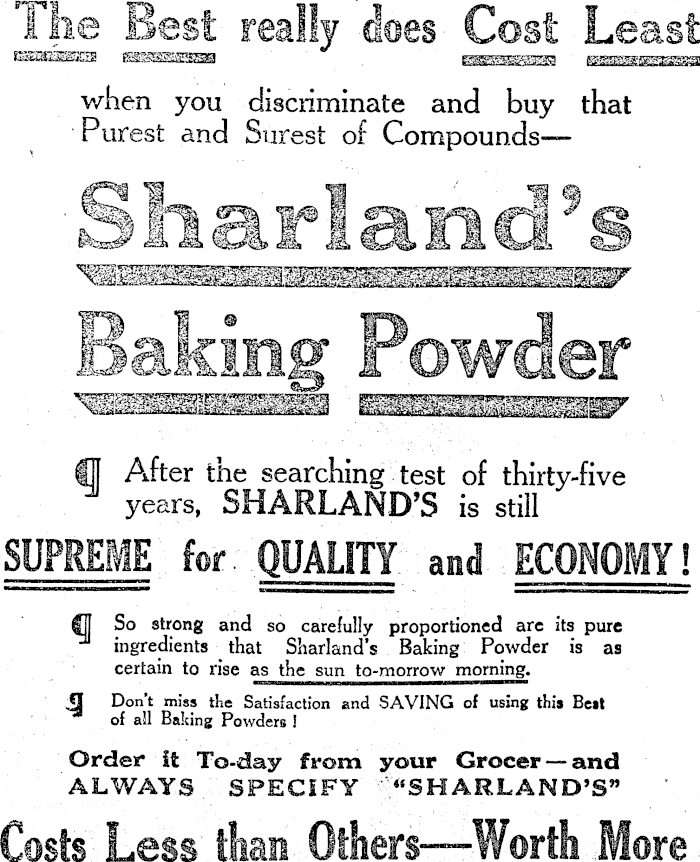 The Best really does Cost Least
when you discriminate and buy that
Purest and Surest of Compounds—
Sharland's
Baking Powder
¶ After the searching test of thirty-five
years, SHARLAND'S is still
SUPREME for QUALITY and ECONOMY!
¶ So strong and so carefully proportioned are its pure
ingredients that Sharland's Baking Powder is as
certain to rise as the sun to-morrow morning.
¶ Don't miss the Satisfaction and SAVING of using this Best
of all Baking Powders!
Order it To-day from your Grocer—and
ALWAYS SPECIFY "SHARLAND'S"
Costs Less than Others—Worth More